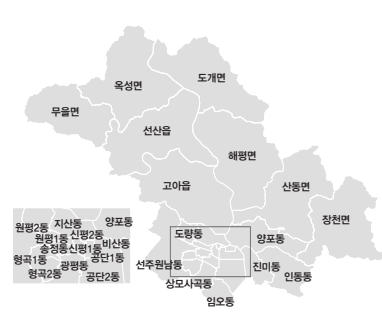 도개면
옥성면
무을면
선산읍
해평면
고아읍
산동면
장천면
도량동
양포동
선주원남동
진미동
인동동
상모사곡동
임오동
지산동
양포동
원평2동
신평2동
원평1동
비산동
송정동
신평1동
형곡1동
공단1동
광평동
형곡2동
공단2동